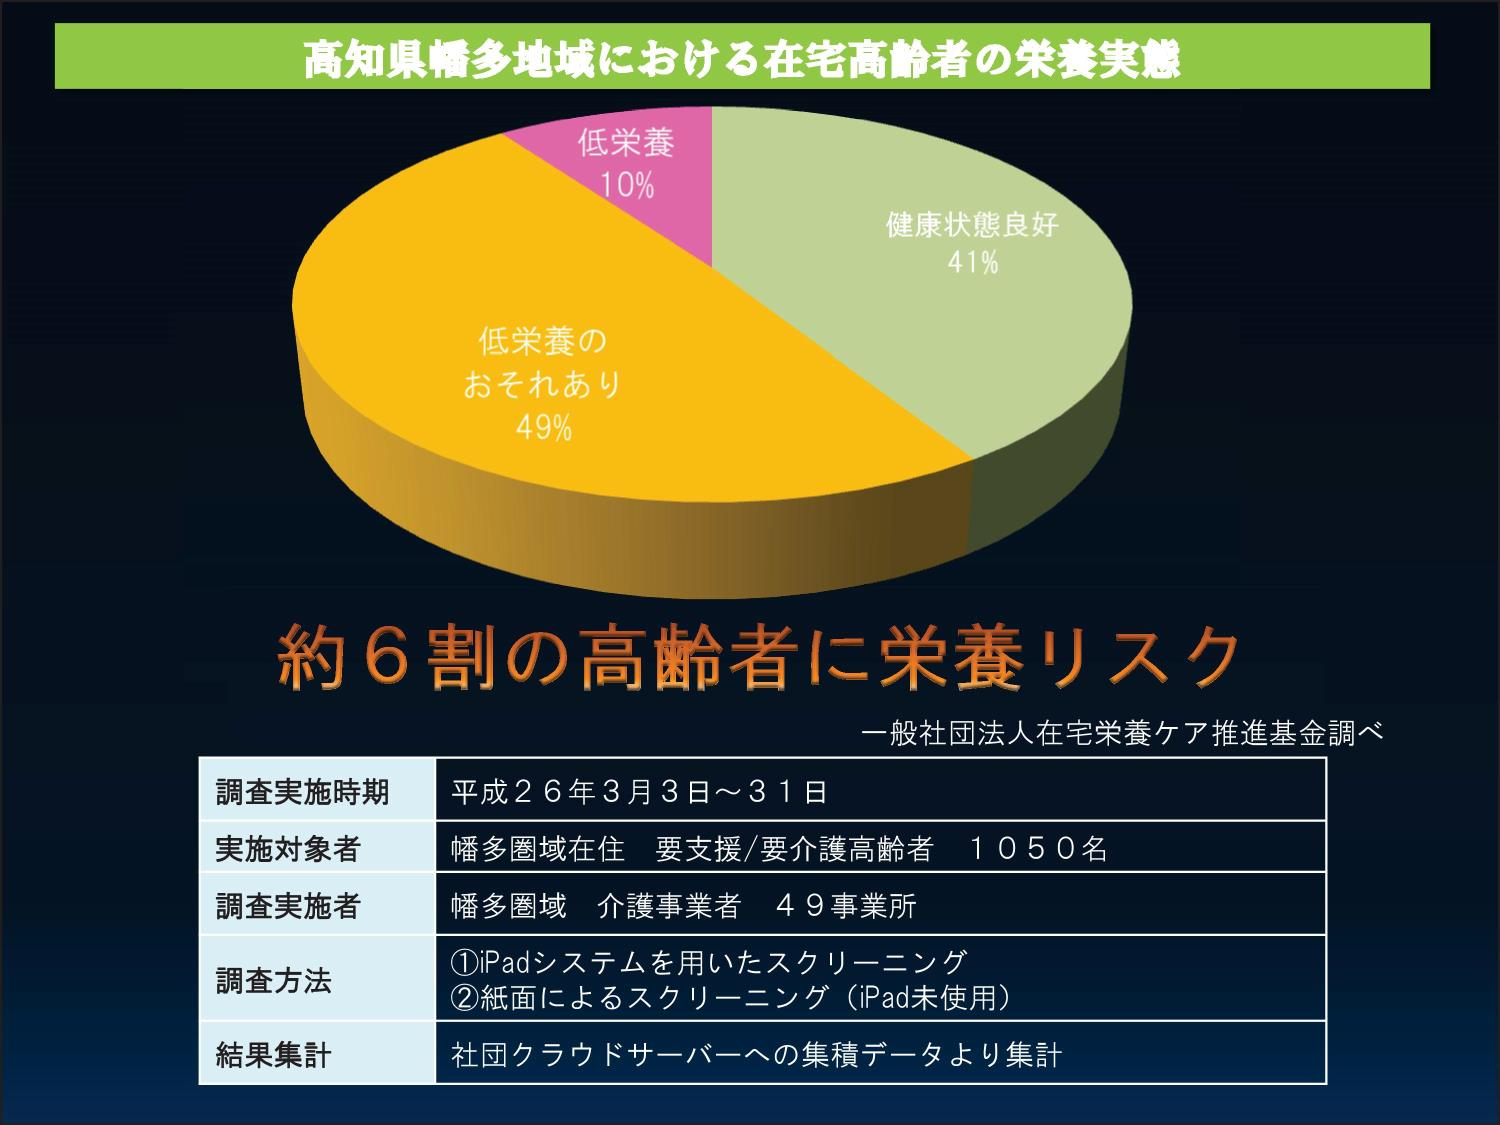 高知県幡多地域における在宅高齢者の栄養実態
低栄養
10%
健康状態良好
41%
低栄養の
おそれあり
49%
約６割の高齢者に栄養リスク
一般社団法人在宅栄養ケア推進基金調べ
調査実施時期 平成２６年３月３日～３１日
実施対象者 幡多圏域在住　要支援/要介護高齢者　１０５０名
調査実施者 幡多圏域　介護事業者　４９事業所
調査方法 ①iPadシステムを用いたスクリーニング
②紙面によるスクリーニング（iPad未使用）
結果集計 社団クラウドサーバーへの集積データより集計